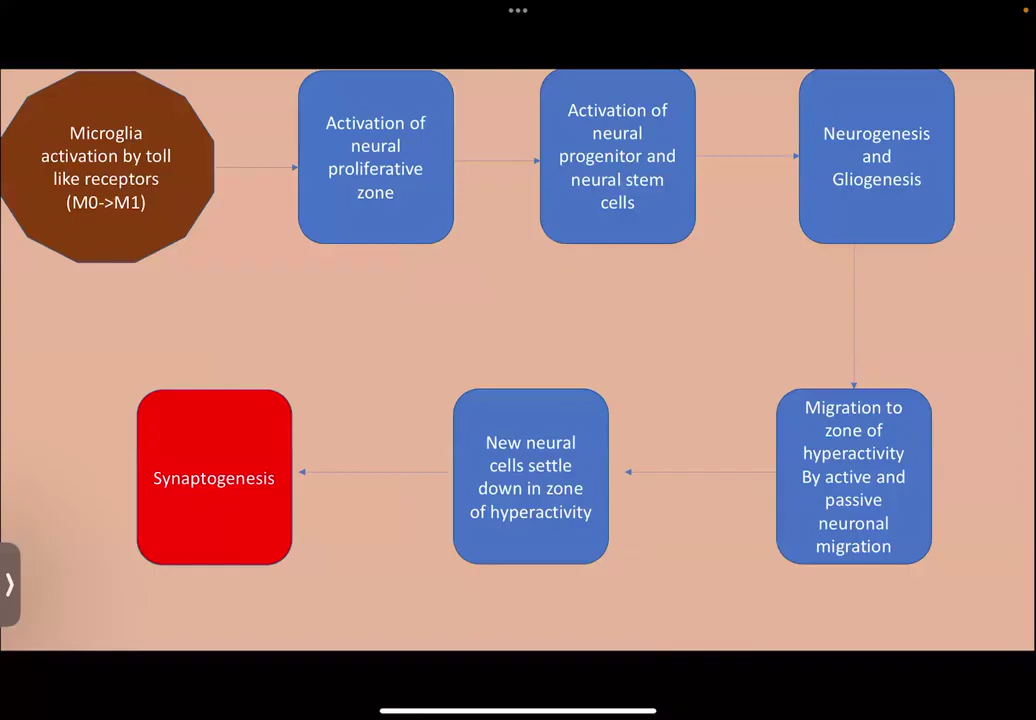 Microglia
activation by toll
like receptors
(M0->M1)
Activation of
neural
proliferative
zone
Activation of
neural
progenitor and
neural stem
cells
Neurogenesis
and
Gliogenesis
Migration to
zone of
hyperactivity
By active and
passive
neuronal
migration
New neural
cells settle
down in zone
of hyperactivity
Synaptogenesis